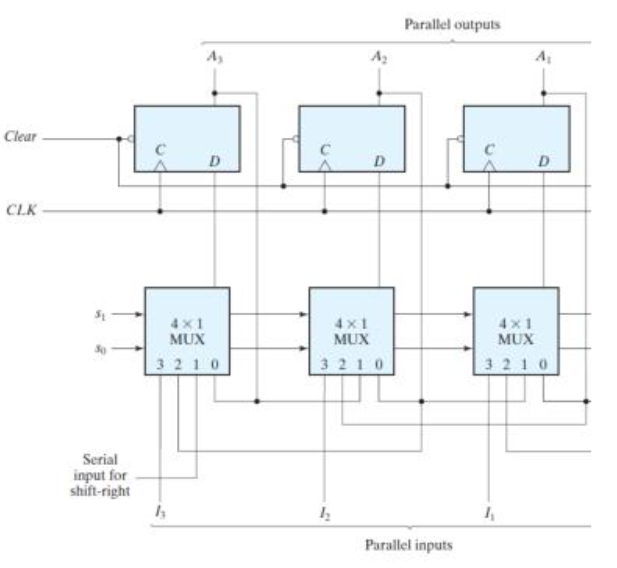 Parallel outputs
A3 A2 A1
Clear
C D C D C D
CLK
s1
4 × 1 4 × 1 4 × 1
MUX MUX MUX
s0
3 2 1 0 3 2 1 0 3 2 1 0
Serial
input for
shift-right
I3 I2 I1
Parallel inputs